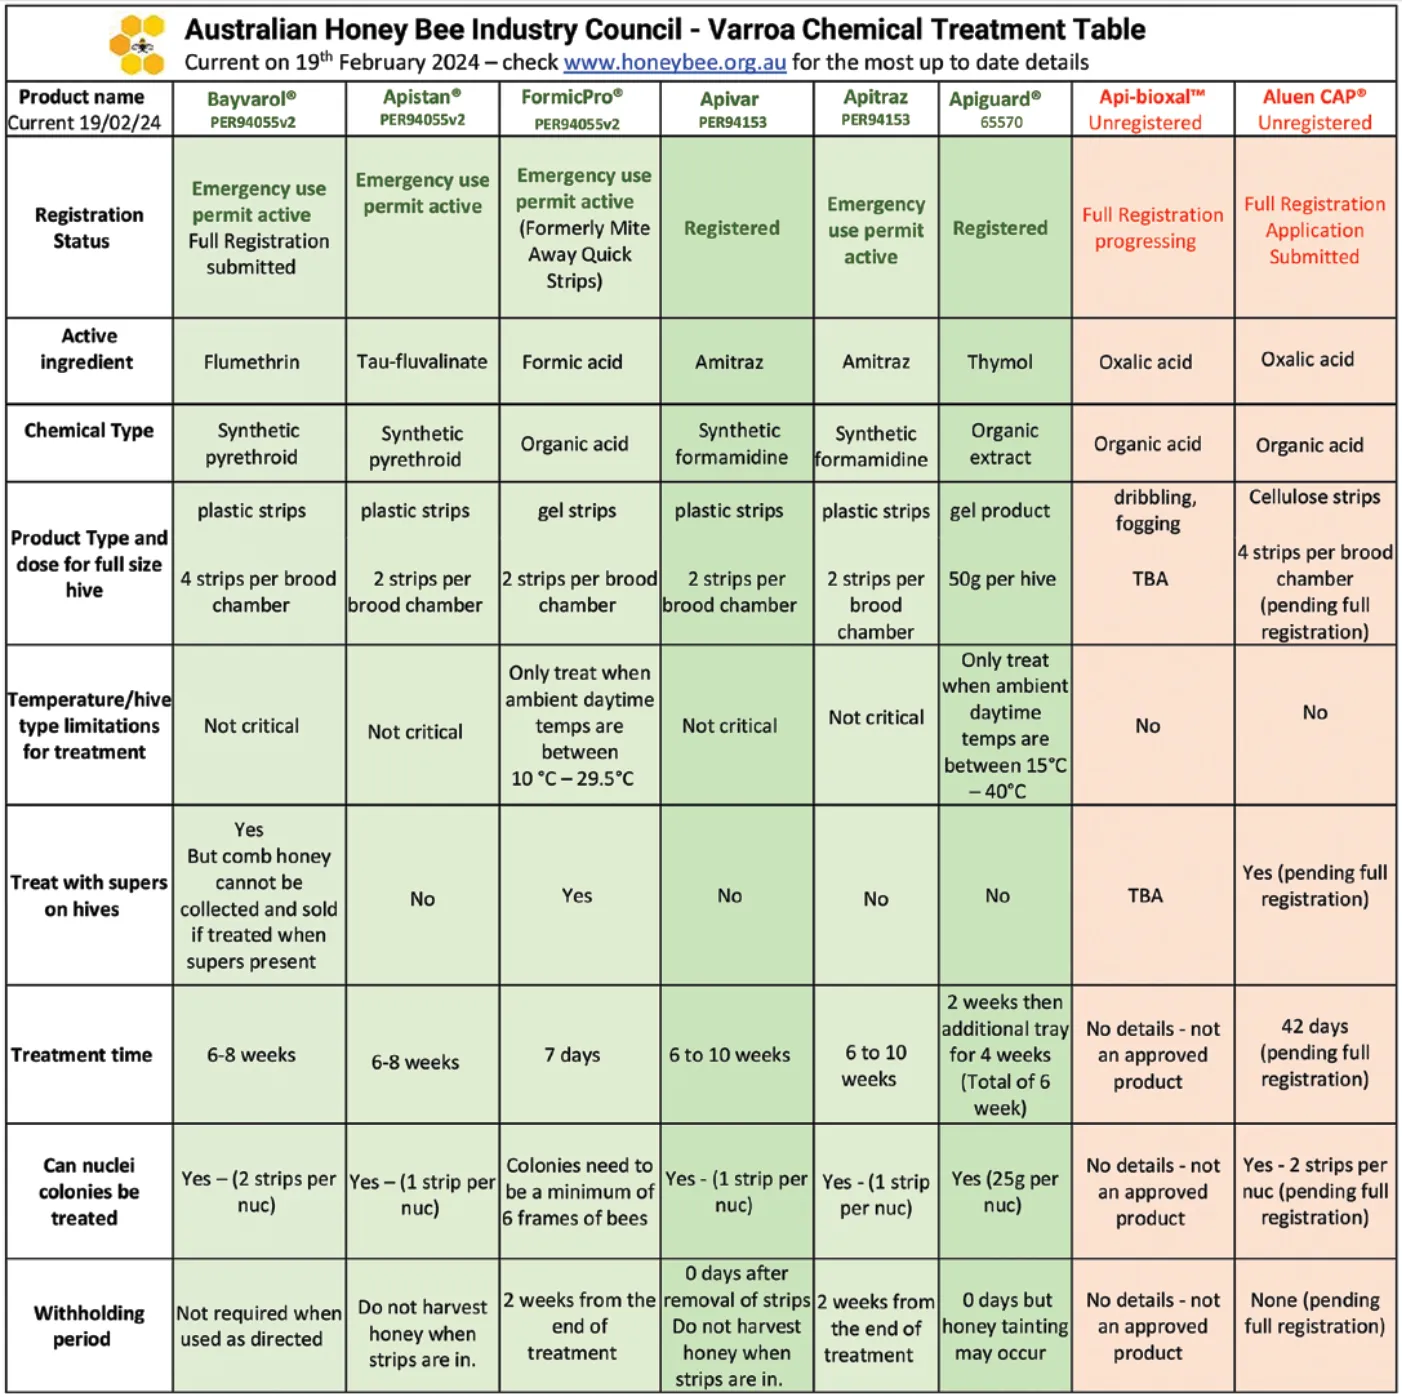 Australian Honey Bee Industry Council - Varroa Chemical Treatment Table
Current on 19th February 2024 – check www.honeybee.org.au for the most up to date details
Product name
Current 19/02/24
Bayvarol®
PER94055v2
Apistan®
PER94055v2
FormicPro®
PER94055v2
Apivar
PER94153
Apitraz
PER94153
Apiguard®
65570
Api-bioxal™
Unregistered
Aluen CAP®
Unregistered
Registration
Status
Emergency use
permit active
Full Registration
submitted
Emergency use
permit active
Emergency use
permit active
(Formerly Mite
Away Quick
Strips)
Registered
Emergency
use permit
active
Registered
Full Registration
progressing
Full Registration
Application
Submitted
Active
ingredient
Flumethrin
Tau-fluvalinate
Formic acid
Amitraz
Amitraz
Thymol
Oxalic acid
Oxalic acid
Chemical Type
Synthetic
pyrethroid
Synthetic
pyrethroid
Organic acid
Synthetic
formamidine
Synthetic
formamidine
Organic
extract
Organic acid
Organic acid
Product Type and
dose for full size
hive
plastic strips
4 strips per brood
chamber
plastic strips
2 strips per
brood chamber
gel strips
2 strips per brood
chamber
plastic strips
2 strips per
brood chamber
plastic strips
2 strips per
brood
chamber
gel product
50g per hive
dribbling,
fogging
TBA
Cellulose strips
4 strips per brood
chamber
(pending full
registration)
Temperature/hive
type limitations
for treatment
Not critical
Not critical
Only treat when
ambient daytime
temps are
between
10 °C – 29.5°C
Not critical
Not critical
Only treat
when ambient
daytime
temps are
between 15°C
– 40°C
No
No
Treat with supers
on hives
Yes
But comb honey
cannot be
collected and sold
if treated when
supers present
No
Yes
No
No
No
TBA
Yes (pending full
registration)
Treatment time
6-8 weeks
6-8 weeks
7 days
6 to 10 weeks
6 to 10
weeks
2 weeks then
additional tray
for 4 weeks
(Total of 6
week)
No details - not
an approved
product
42 days
(pending full
registration)
Can nuclei
colonies be
treated
Yes – (2 strips per
nuc)
Yes – (1 strip per
nuc)
Colonies need to
be a minimum of
6 frames of bees
Yes - (1 strip per
nuc)
Yes - (1 strip
per nuc)
Yes (25g per
nuc)
No details - not
an approved
product
Yes - 2 strips per
nuc (pending full
registration)
Withholding
period
Not required when
used as directed
Do not harvest
honey when
strips are in.
2 weeks from the
end of
treatment
0 days after
removal of strips
Do not harvest
honey when
strips are in.
2 weeks from
the end of
treatment
0 days but
honey tainting
may occur
No details - not
an approved
product
None (pending
full registration)